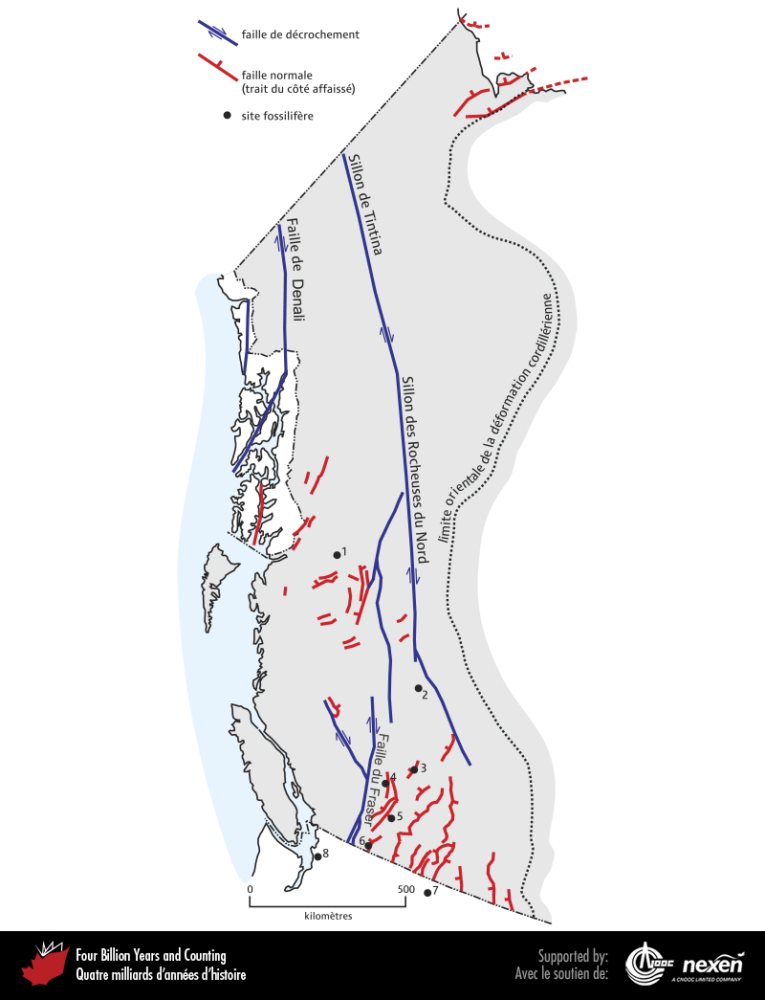 faille de décrochement
faille normale
(trait du côté affaissé)
site fossilifère
Sillon de Tintina
Faille de Denali
Sillon des Rocheuses du Nord
limite orientale de la déformation cordillérienne
1
2
3
4
Faille du Fraser
5
6
8
7
0
500
kilomètres
Four Billion Years and Counting
Quatre milliards d'années d'histoire
Supported by:
Avec le soutien de:
cnooc
nexen
A CNOOC LIMITED COMPANY